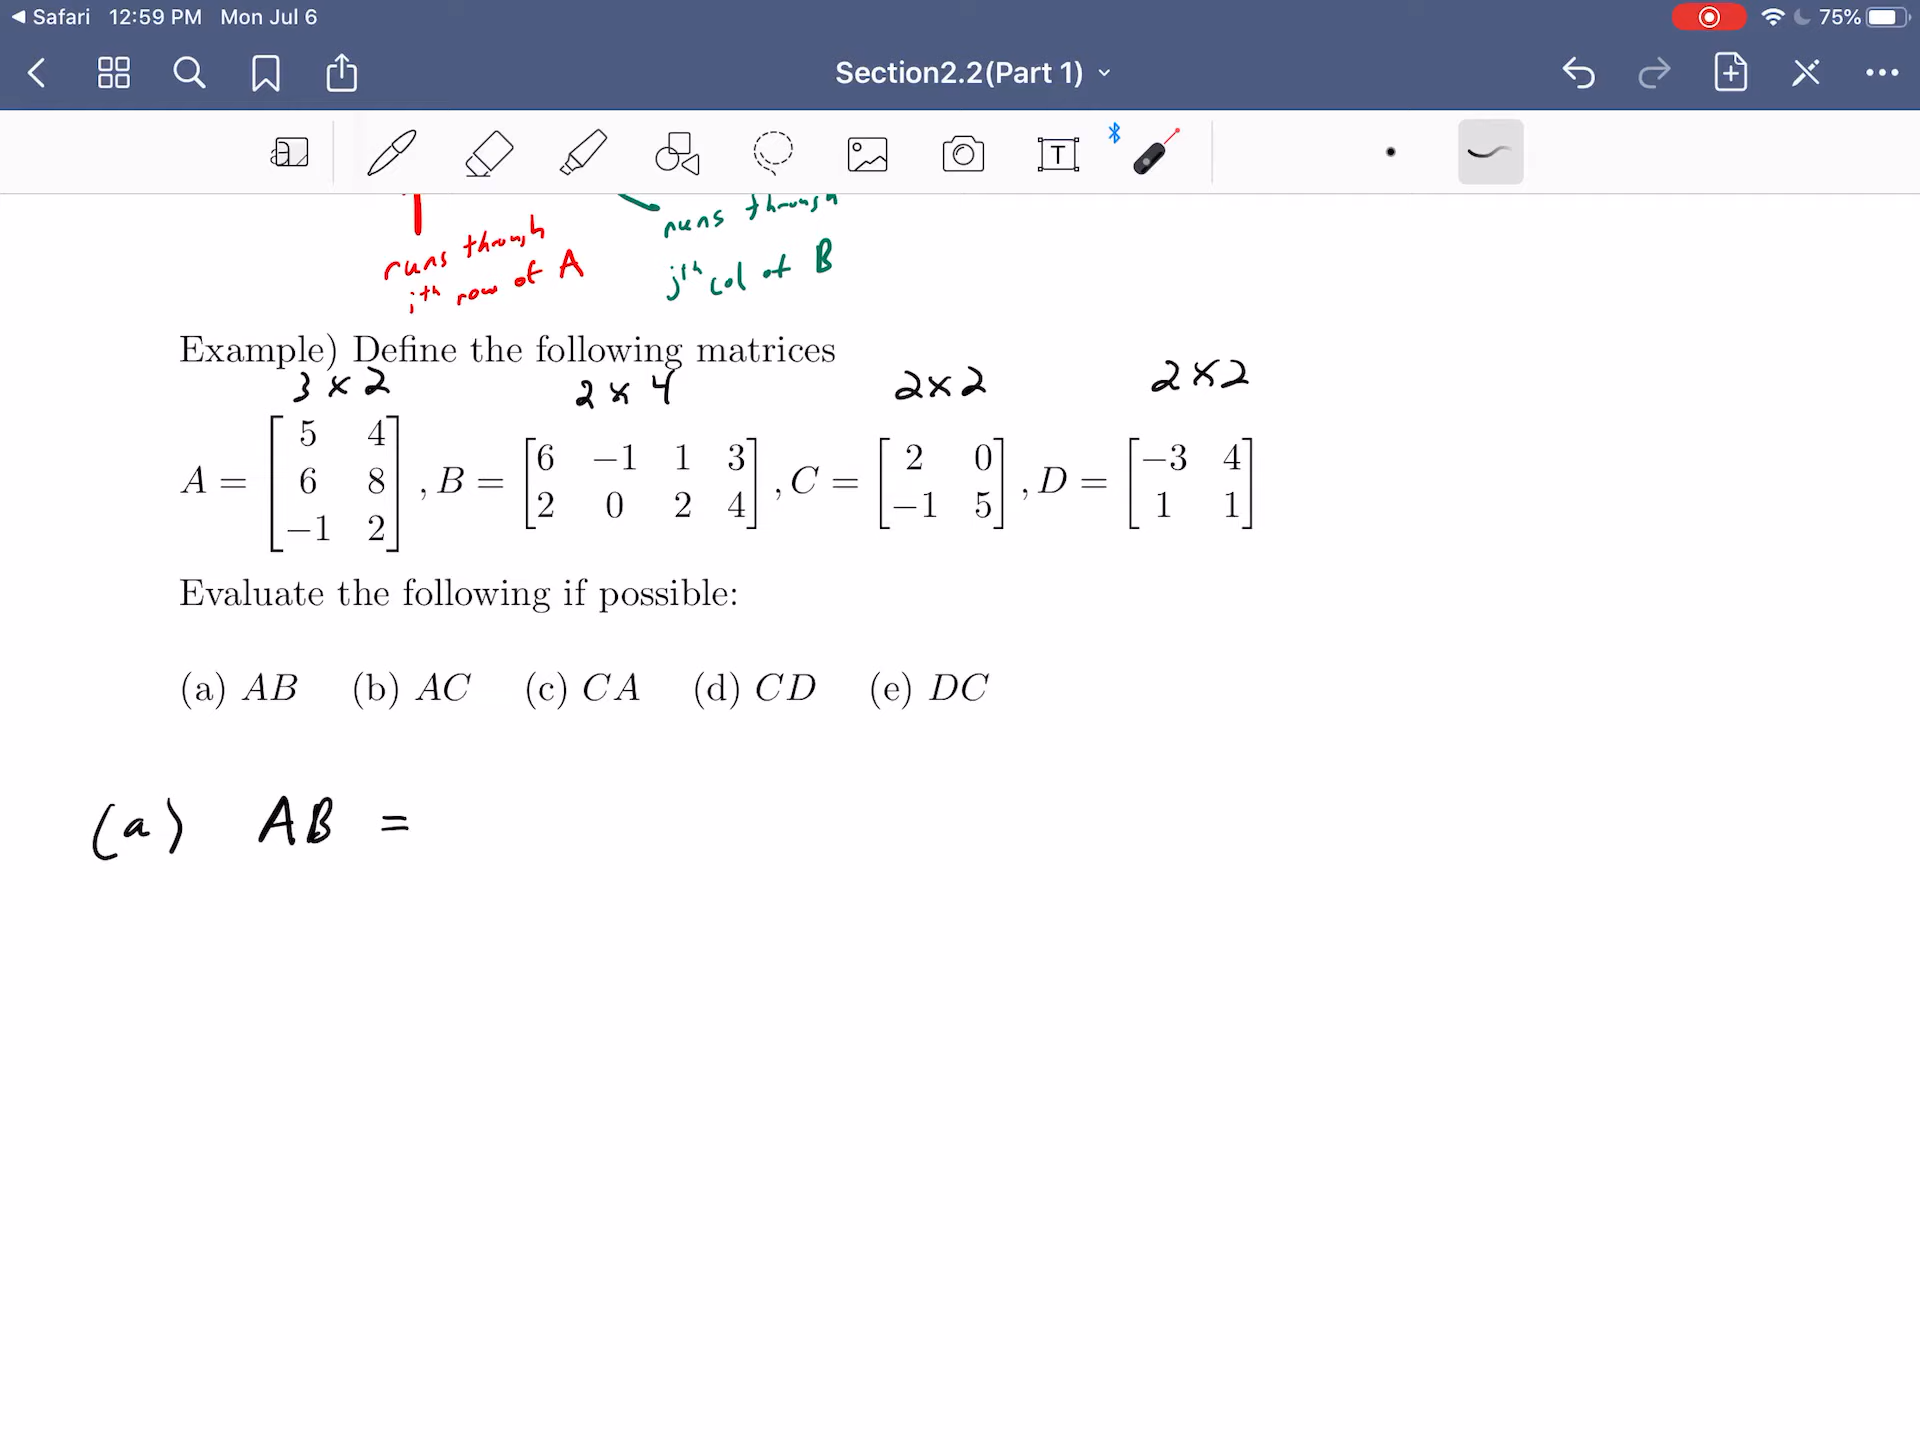 Safari 12:59 PM Mon Jul 6 75%
Section2.2(Part 1)
a T
runs through
ith row of A
runs through
jth col of B
Example) Define the following matrices
3 × 2 2 × 4 2×2 2×2
A = [5 4; 6 8; −1 2], B = [6 −1 1 3; 2 0 2 4], C = [2 0; −1 5], D = [−3 4; 1 1]
Evaluate the following if possible:
(a) AB (b) AC (c) CA (d) CD (e) DC
(a) AB =